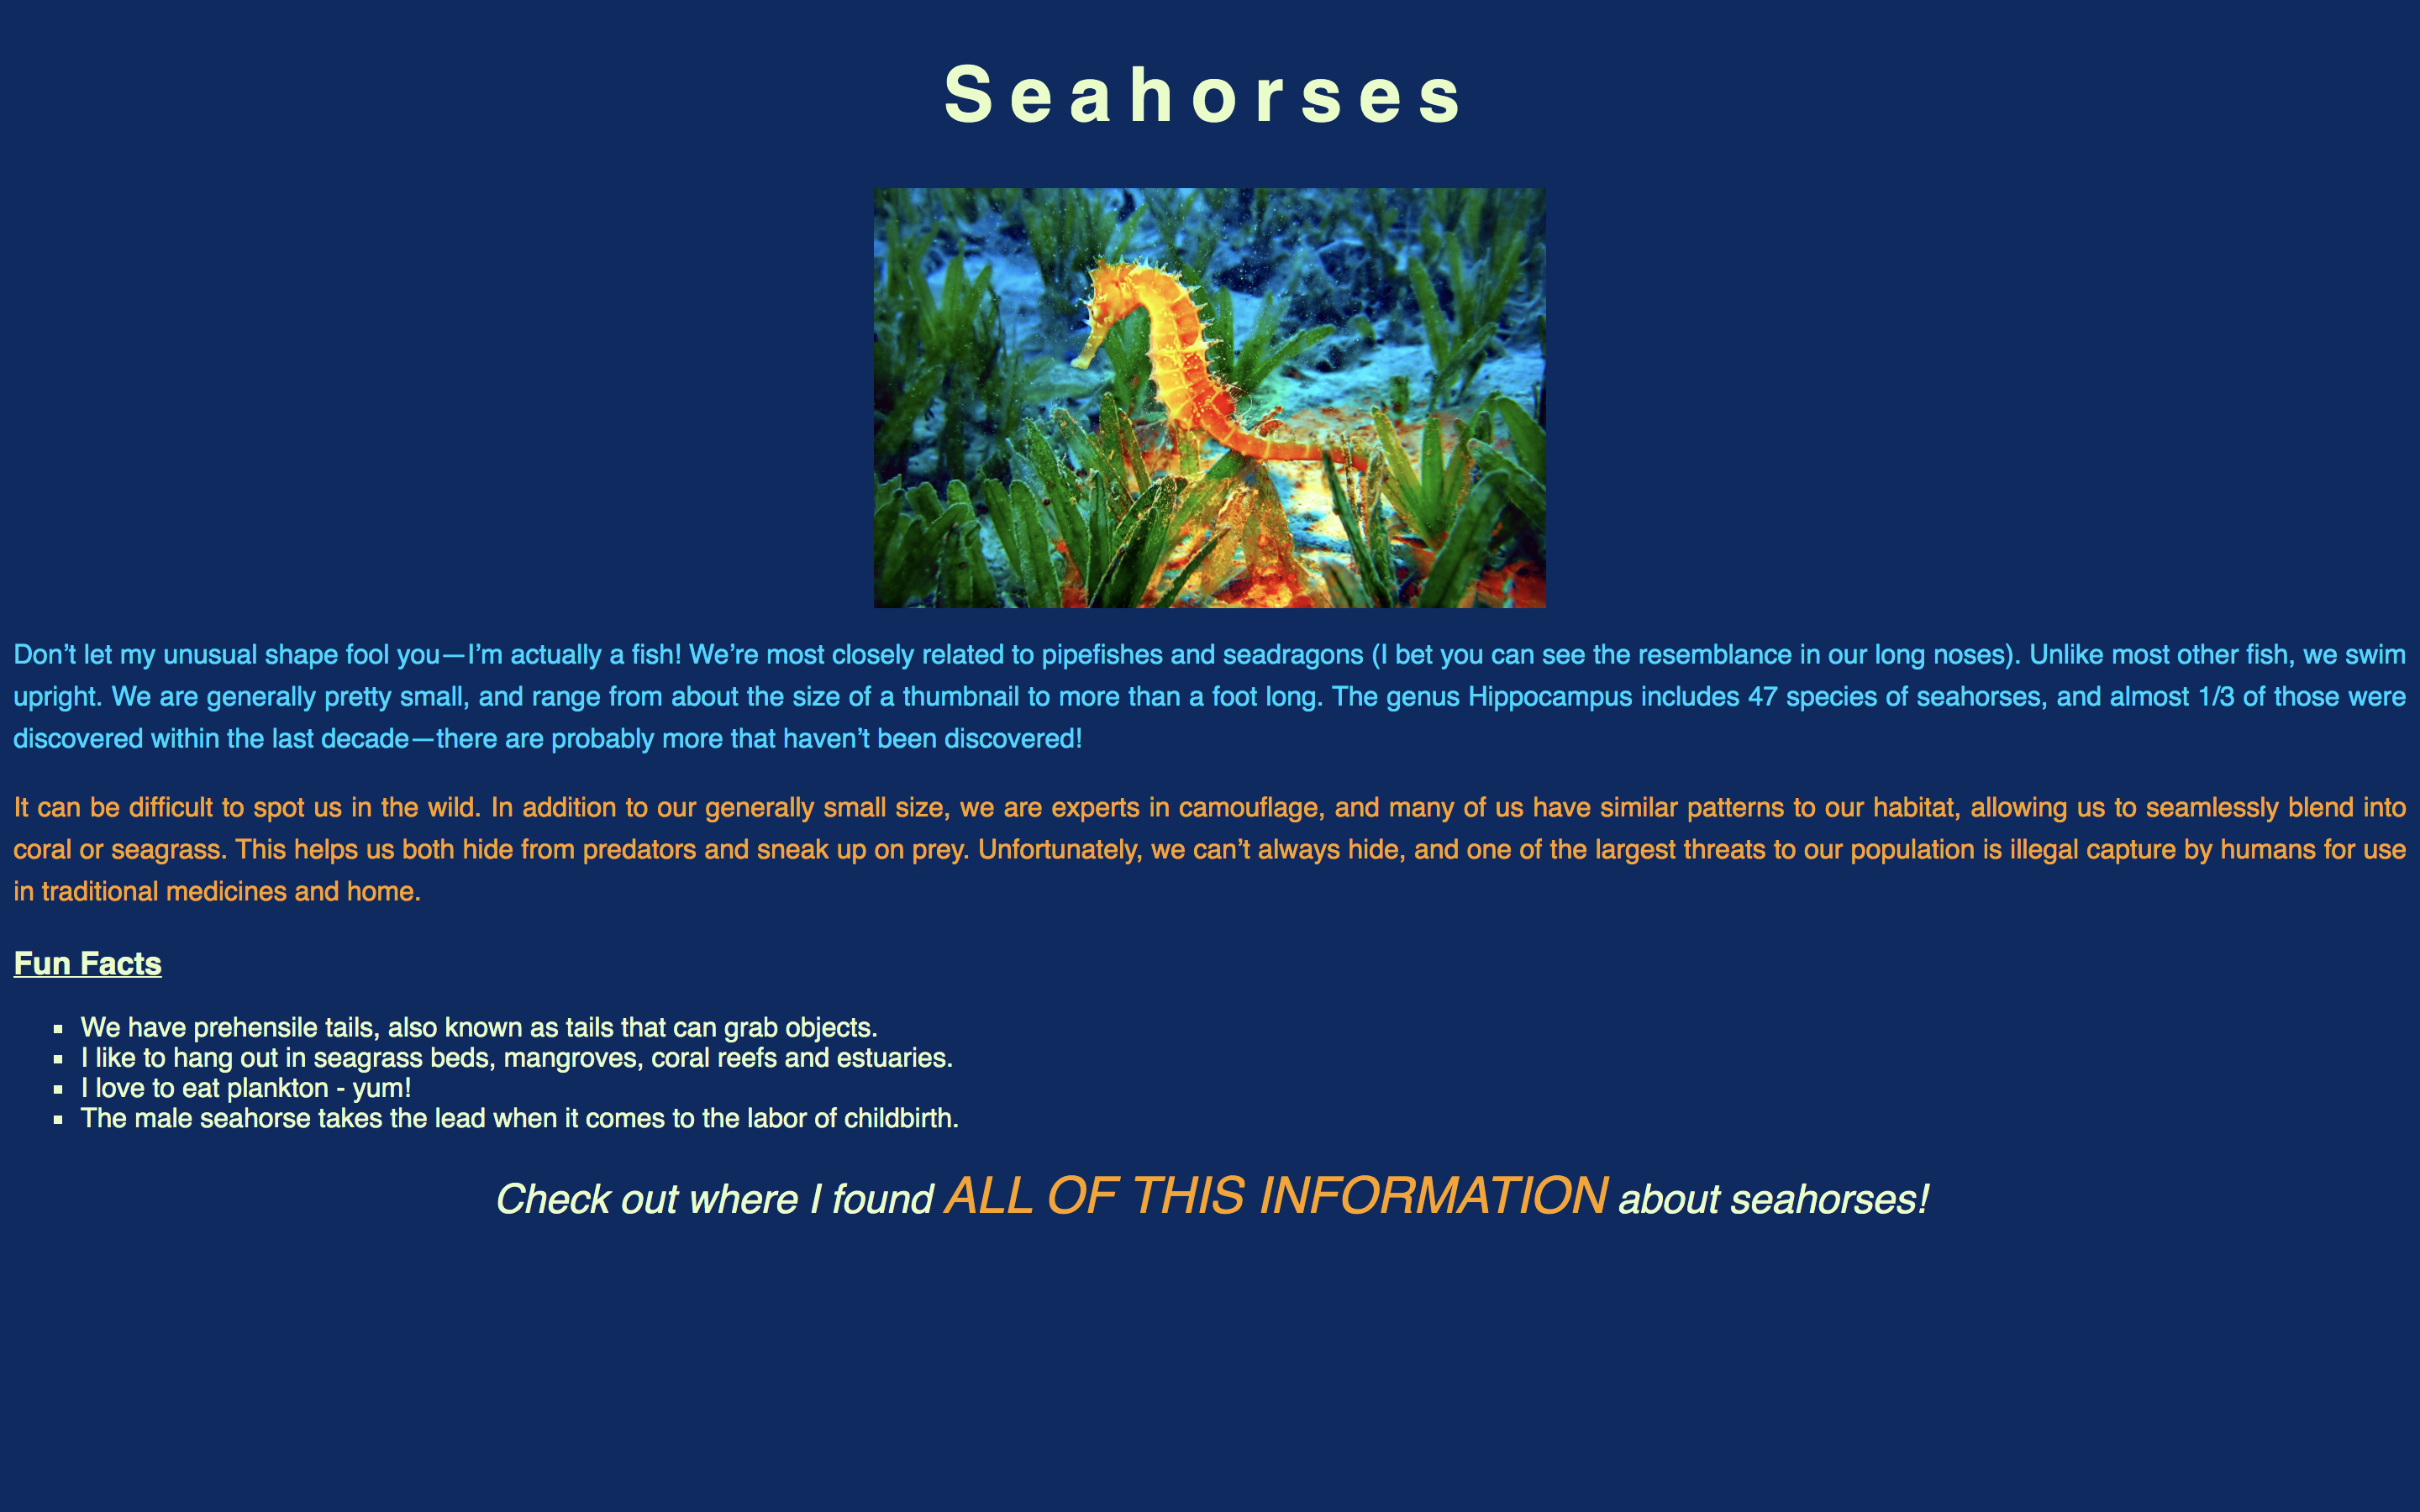 Seahorses
Don’t let my unusual shape fool you—I’m actually a fish! We’re most closely related to pipefishes and seadragons (I bet you can see the resemblance in our long noses). Unlike most other fish, we swim
upright. We are generally pretty small, and range from about the size of a thumbnail to more than a foot long. The genus Hippocampus includes 47 species of seahorses, and almost 1/3 of those were
discovered within the last decade—there are probably more that haven’t been discovered!
It can be difficult to spot us in the wild. In addition to our generally small size, we are experts in camouflage, and many of us have similar patterns to our habitat, allowing us to seamlessly blend into
coral or seagrass. This helps us both hide from predators and sneak up on prey. Unfortunately, we can’t always hide, and one of the largest threats to our population is illegal capture by humans for use
in traditional medicines and home.
Fun Facts
▪ We have prehensile tails, also known as tails that can grab objects.
▪ I like to hang out in seagrass beds, mangroves, coral reefs and estuaries.
▪ I love to eat plankton - yum!
▪ The male seahorse takes the lead when it comes to the labor of childbirth.
Check out where I found ALL OF THIS INFORMATION about seahorses!